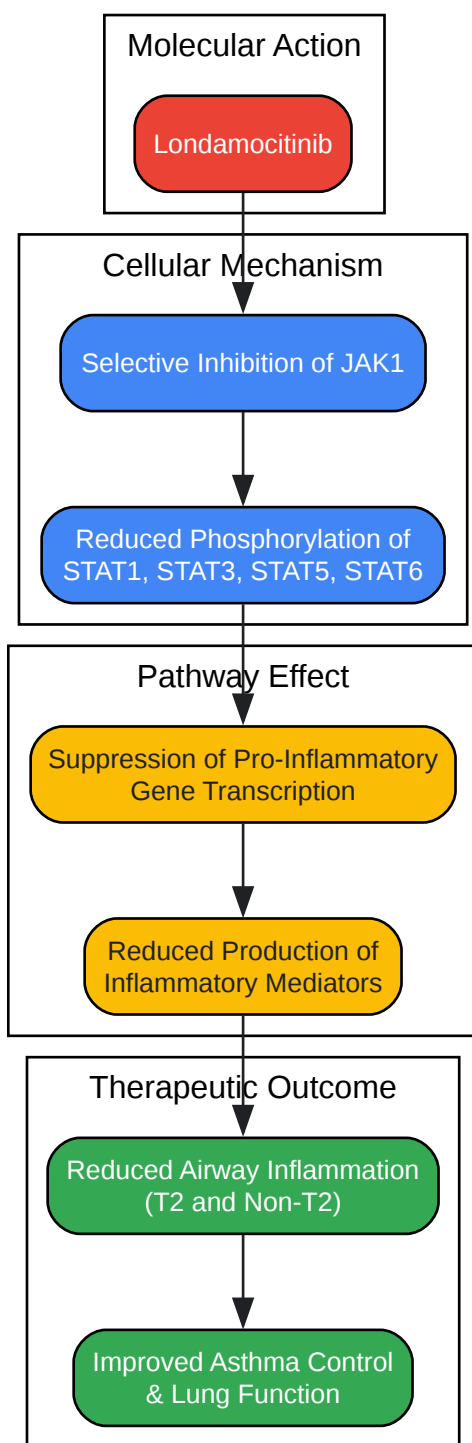 Molecular Action
Londamocitinib
Cellular Mechanism
Selective Inhibition of JAK1
Reduced Phosphorylation of
STAT1, STAT3, STAT5, STAT6
Pathway Effect
Suppression of Pro-Inflammatory
Gene Transcription
Reduced Production of
Inflammatory Mediators
Therapeutic Outcome
Reduced Airway Inflammation
(T2 and Non-T2)
Improved Asthma Control
& Lung Function